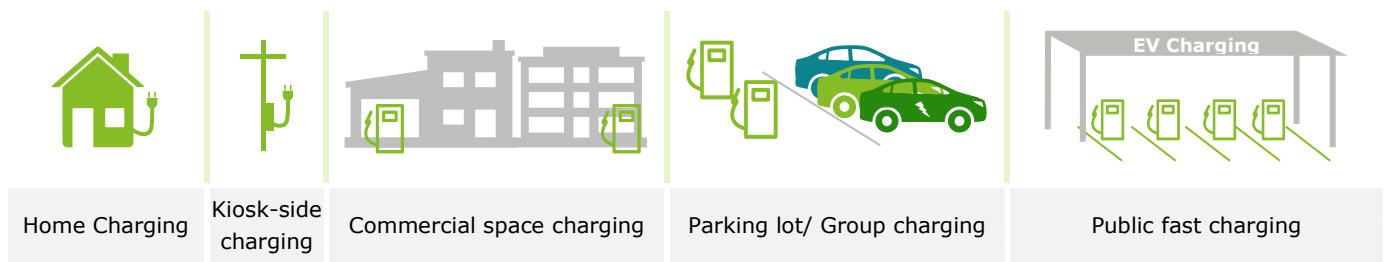 EV Charging
Home Charging
Kiosk-side
charging
Commercial space charging
Parking lot/ Group charging
Public fast charging